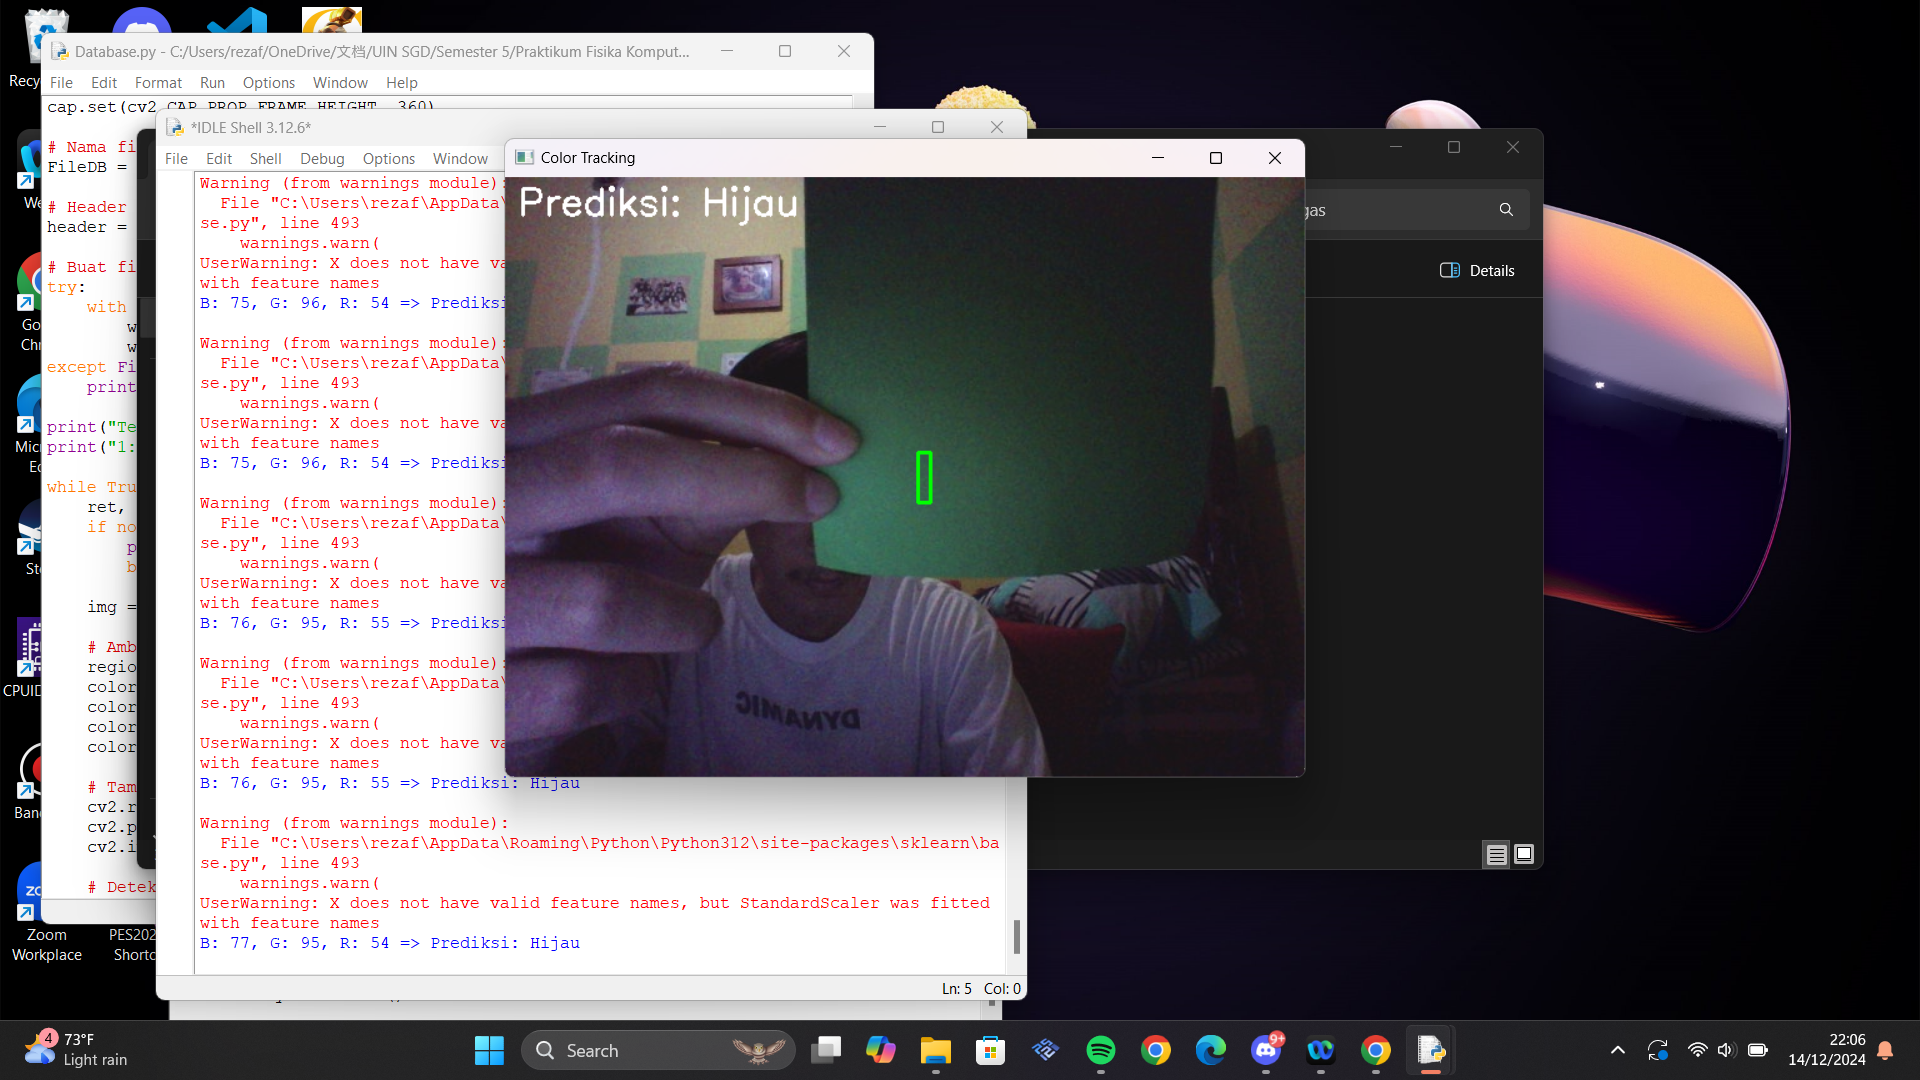 Recy
Database.py - C:/Users/rezaf/OneDrive/文档/UIN SGD/Semester 5/Praktikum Fisika Komput...
File Edit Format Run Options Window Help
cap.set(cv2.CAP_PROP_FRAME_HEIGHT, 360)
# Nama fi
FileDB =
# Header
header =
# Buat fi
try:
with
w
w
except Fi
print
print("Te
print("1:
while Tru
ret,
if no
p
b
img =
# Amb
regio
color
color
color
color
# Tam
cv2.r
cv2.p
cv2.i
# Detek
We
Go
Chr
Micr
Ec
St
CPUID
Ban
Zoom
Workplace
PES202
Shortc
*IDLE Shell 3.12.6*
File Edit Shell Debug Options Window
Warning (from warnings module):
File "C:\Users\rezaf\AppData\
se.py", line 493
warnings.warn(
UserWarning: X does not have va
with feature names
B: 75, G: 96, R: 54 => Prediksi
Warning (from warnings module):
File "C:\Users\rezaf\AppData\
se.py", line 493
warnings.warn(
UserWarning: X does not have va
with feature names
B: 75, G: 96, R: 54 => Prediksi
Warning (from warnings module):
File "C:\Users\rezaf\AppData\
se.py", line 493
warnings.warn(
UserWarning: X does not have va
with feature names
B: 76, G: 95, R: 55 => Prediksi
Warning (from warnings module):
File "C:\Users\rezaf\AppData\
se.py", line 493
warnings.warn(
UserWarning: X does not have va
with feature names
B: 76, G: 95, R: 55 => Prediksi: Hijau
Warning (from warnings module):
File "C:\Users\rezaf\AppData\Roaming\Python\Python312\site-packages\sklearn\ba
se.py", line 493
warnings.warn(
UserWarning: X does not have valid feature names, but StandardScaler was fitted
with feature names
B: 77, G: 95, R: 54 => Prediksi: Hijau
Ln: 5 Col: 0
Color Tracking
Prediksi: Hijau
DYNAMIC
gas
Details
4
73°F
Light rain
Search
9+
22:06
14/12/2024